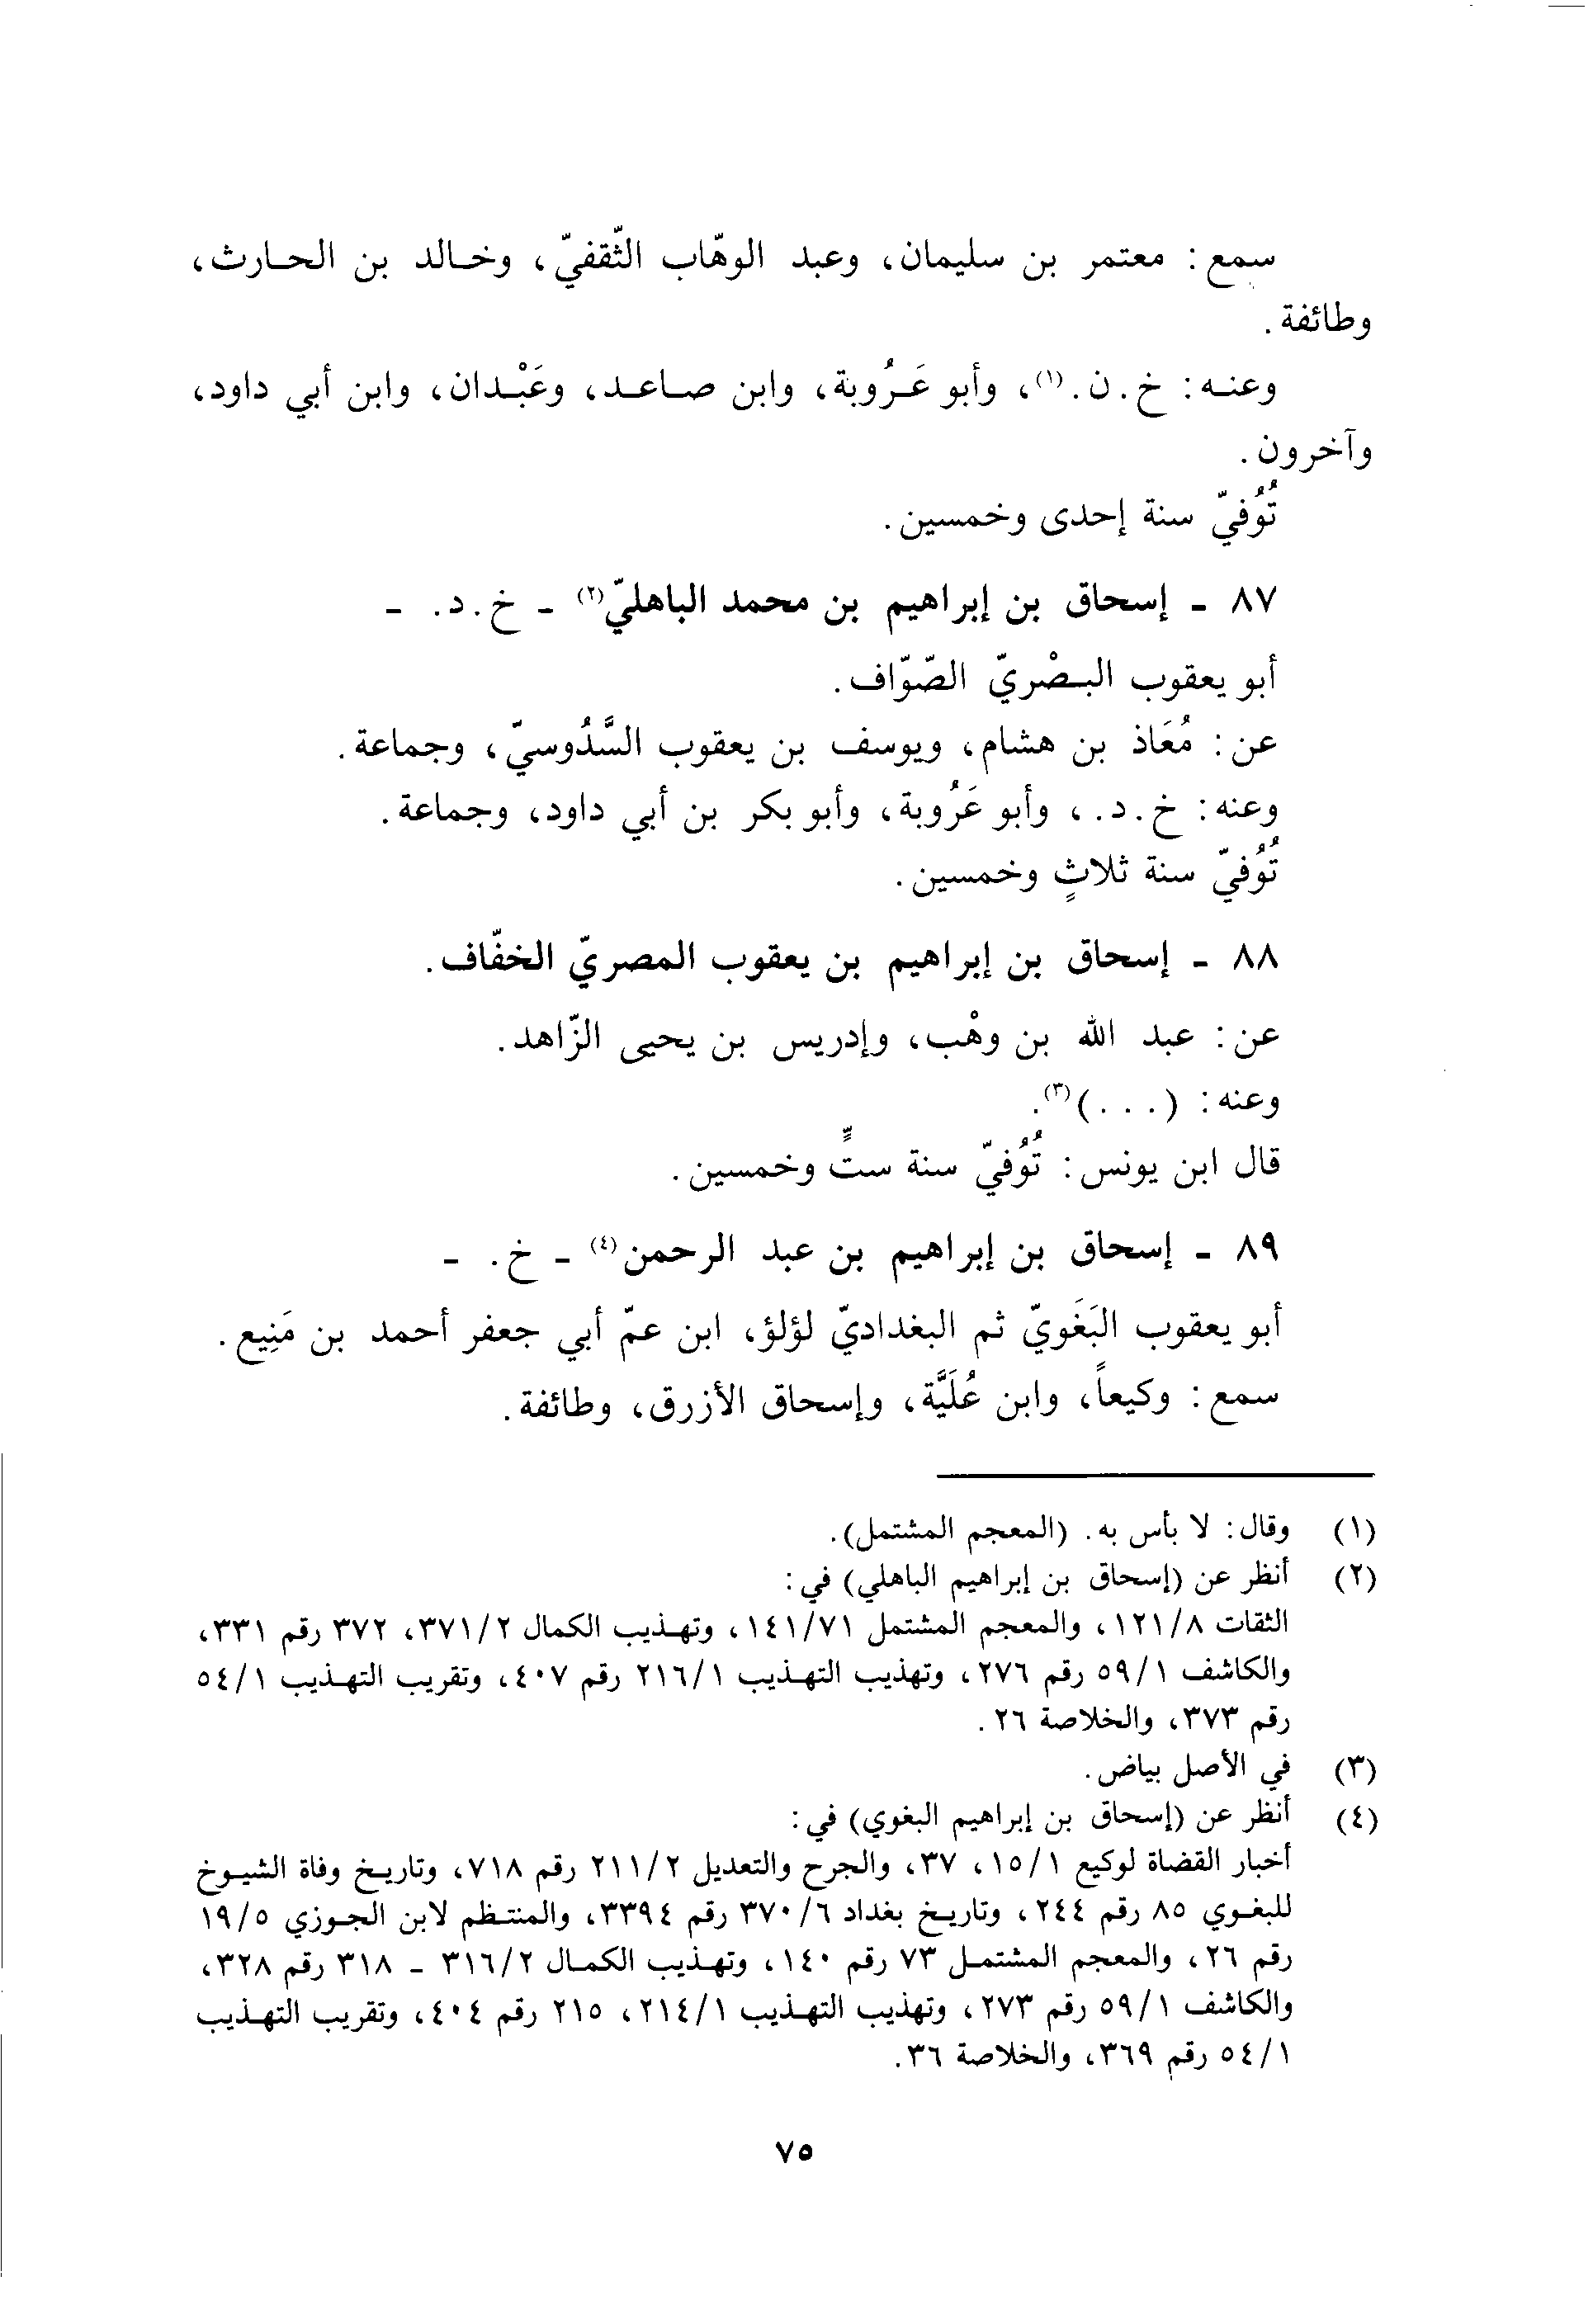 سمع: معتمر بن سليمان، وعبد الوهّاب الثّقفيّ، وخالد بن الحارث،
وطائفة.
وعنه: خ. ن.(١)، وأبو عَرُوبة، وابن صاعد، وعَبْدان، وابن أبي داود،
وآخرون.
تُوُفيّ سنة إحدى وخمسين.
٨٧ - إسحاق بن إبراهيم بن محمد الباهليّ(٢) - خ. د. -
أبو يعقوب البصْريّ الصّوّاف.
عن: مُعَاذ بن هشام، ويوسف بن يعقوب السَّدُوسيّ، وجماعة.
وعنه: خ. د.، وأبو عَرُوبة، وأبو بكر بن أبي داود، وجماعة.
تُوُفيّ سنة ثلاثٍ وخمسين.
٨٨ - إسحاق بن إبراهيم بن يعقوب المصريّ الخفّاف.
عن: عبد الله بن وهْب، وإدريس بن يحيى الزّاهد.
وعنه: (. . .)(٣).
قال ابن يونس: تُوُفيّ سنة ستٍّ وخمسين.
٨٩ - إسحاق بن إبراهيم بن عبد الرحمن(٤) - خ. -
أبو يعقوب البَغَويّ ثم البغداديّ لؤلؤ، ابن عمّ أبي جعفر أحمد بن مَنِيع.
سمع: وكيعاً، وابن عُلَيَّة، وإسحاق الأزرق، وطائفة.
(١) وقال: لا بأس به. (المعجم المشتمل).
(٢) أنظر عن (إسحاق بن إبراهيم الباهلي) في:
الثقات ١٢١/٨، والمعجم المشتمل ١٤١/٧١، وتهذيب الكمال ٣٧١/٢، ٣٧٢ رقم ٣٣١،
والكاشف ٥٩/١ رقم ٢٧٦، وتهذيب التهذيب ٢١٦/١ رقم ٤٠٧، وتقريب التهذيب ٥٤/١
رقم ٣٧٣، والخلاصة ٢٦.
(٣) في الأصل بياض.
(٤) أنظر عن (إسحاق بن إبراهيم البغوي) في:
أخبار القضاة لوكيع ١٥/١، ٣٧، والجرح والتعديل ٢١١/٢ رقم ٧١٨، وتاريخ وفاة الشيوخ
للبغوي ٨٥ رقم ٢٤٤، وتاريخ بغداد ٣٧٠/٦ رقم ٣٣٩٤، والمنتظم لابن الجوزي ١٩/٥
رقم ٢٦، والمعجم المشتمل ٧٣ رقم ١٤٠، وتهذيب الكمال ٣١٦/٢ - ٣١٨ رقم ٣٢٨،
والكاشف ٥٩/١ رقم ٢٧٣، وتهذيب التهذيب ٢١٤/١، ٢١٥ رقم ٤٠٤، وتقريب التهذيب
٥٤/١ رقم ٣٦٩، والخلاصة ٣٦.
٧٥